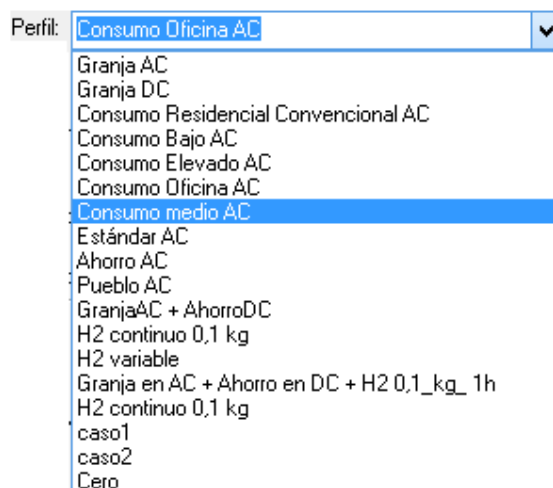 Perfil: Consumo Oficina AC
Granja AC
Granja DC
Consumo Residencial Convencional AC
Consumo Bajo AC
Consumo Elevado AC
Consumo Oficina AC
Consumo medio AC
Estándar AC
Ahorro AC
Pueblo AC
GranjaAC + AhorroDC
H2 continuo 0,1 kg
H2 variable
Granja en AC + Ahorro en DC + H2 0,1_kg_ 1h
H2 continuo 0,1 kg
caso1
caso2
Cero